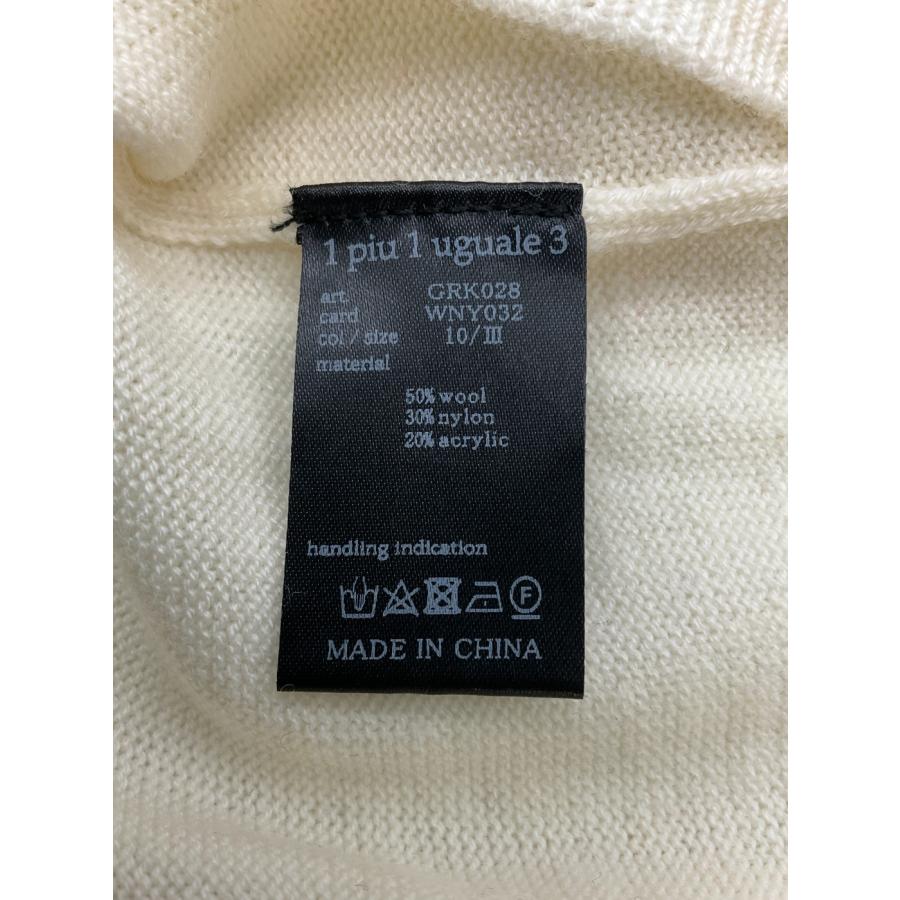 1 piu 1 uguale 3
art. GRK028
card WNY032
col / size 10/Ⅲ
material
50% wool
30% nylon
20% acrylic
handling indication
F
MADE IN CHINA